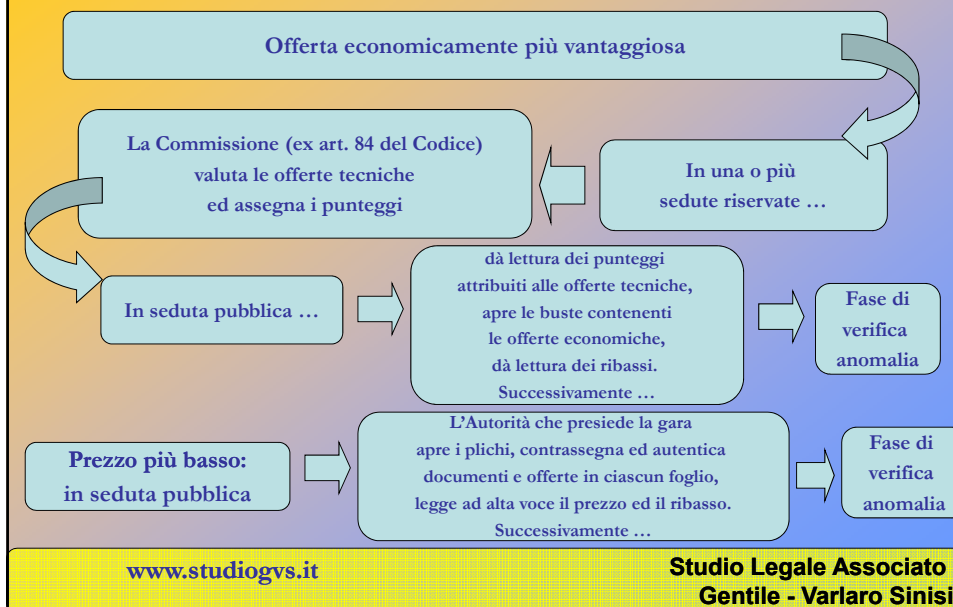 Offerta economicamente più vantaggiosa
In una o più
sedute riservate …
La Commissione (ex art. 84 del Codice)
valuta le offerte tecniche
ed assegna i punteggi
In seduta pubblica …
dà lettura dei punteggi
attribuiti alle offerte tecniche,
apre le buste contenenti
le offerte economiche,
dà lettura dei ribassi.
Successivamente …
Fase di
verifica
anomalia
Prezzo più basso:
in seduta pubblica
L’Autorità che presiede la gara
apre i plichi, contrassegna ed autentica
documenti e offerte in ciascun foglio,
legge ad alta voce il prezzo ed il ribasso.
Successivamente …
Fase di
verifica
anomalia
www.studiogvs.it
Studio Legale Associato
Gentile - Varlaro Sinisi